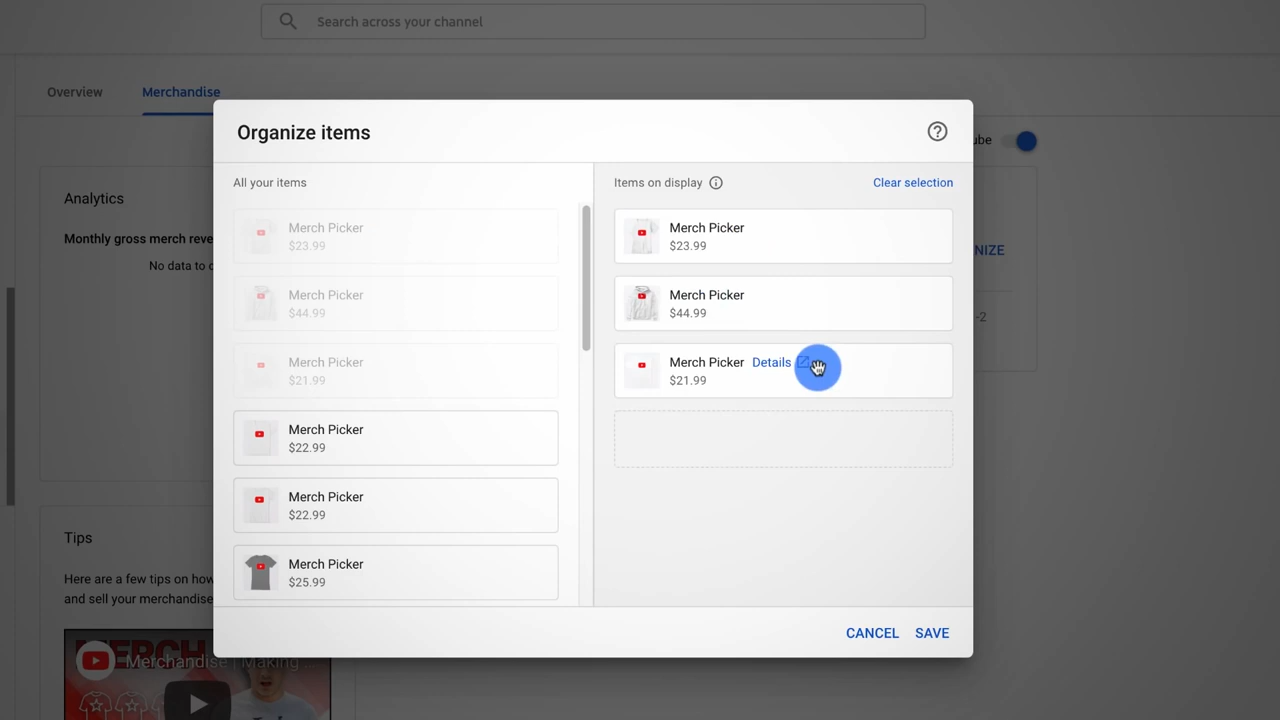 Search across your channel
Overview
Merchandise
Organize items
ube
Analytics
Monthly gross merch reve
No data to c
NIZE
-2
All your items
Merch Picker
$23.99
Merch Picker
$44.99
Merch Picker
$21.99
Merch Picker
$22.99
Merch Picker
$22.99
Merch Picker
$25.99
Items on display
Clear selection
Merch Picker
$23.99
Merch Picker
$44.99
Merch Picker Details
$21.99
CANCEL SAVE
Tips
Here are a few tips on how
and sell your merchandise
MERCH
Merchandise | Making ...